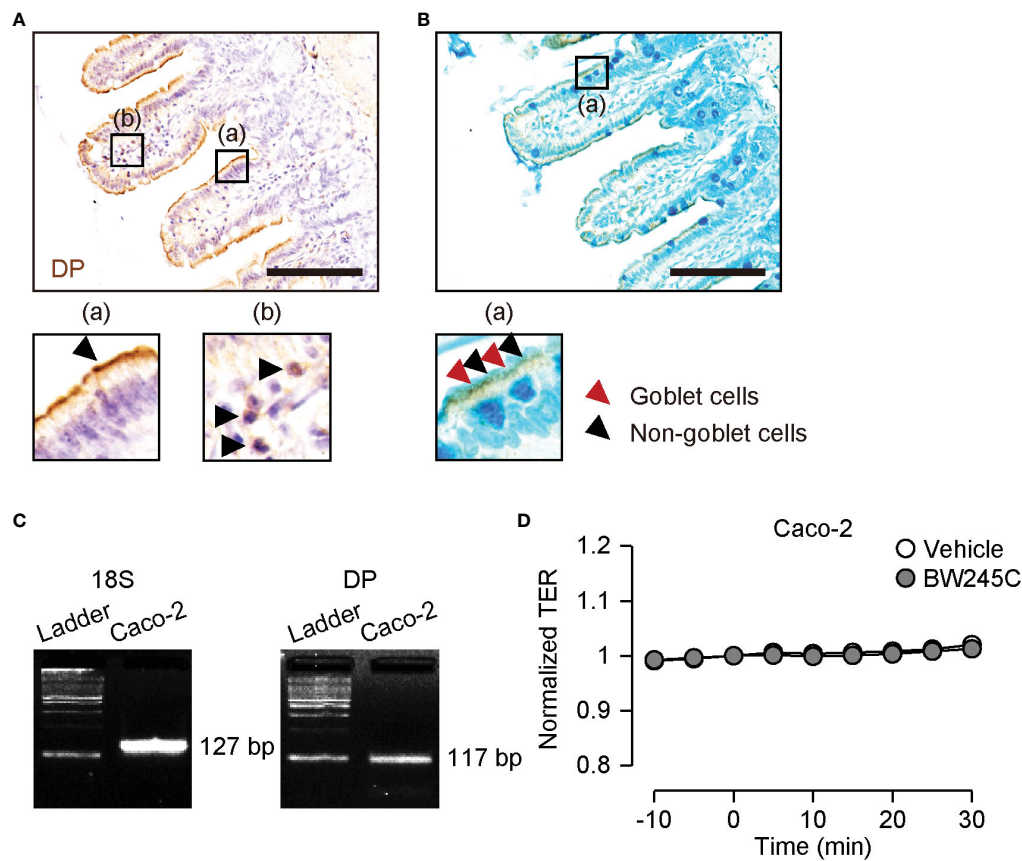 A
B
(b)
(a)
(a)
DP
(a)
(b)
(a)
Goblet cells
Non-goblet cells
C
18S
DP
Ladder
Caco-2
Ladder
Caco-2
127 bp
117 bp
D
Caco-2
Vehicle
BW245C
Normalized TER
1.2
1.1
1
0.9
0.8
-10
0
10
20
30
Time (min)